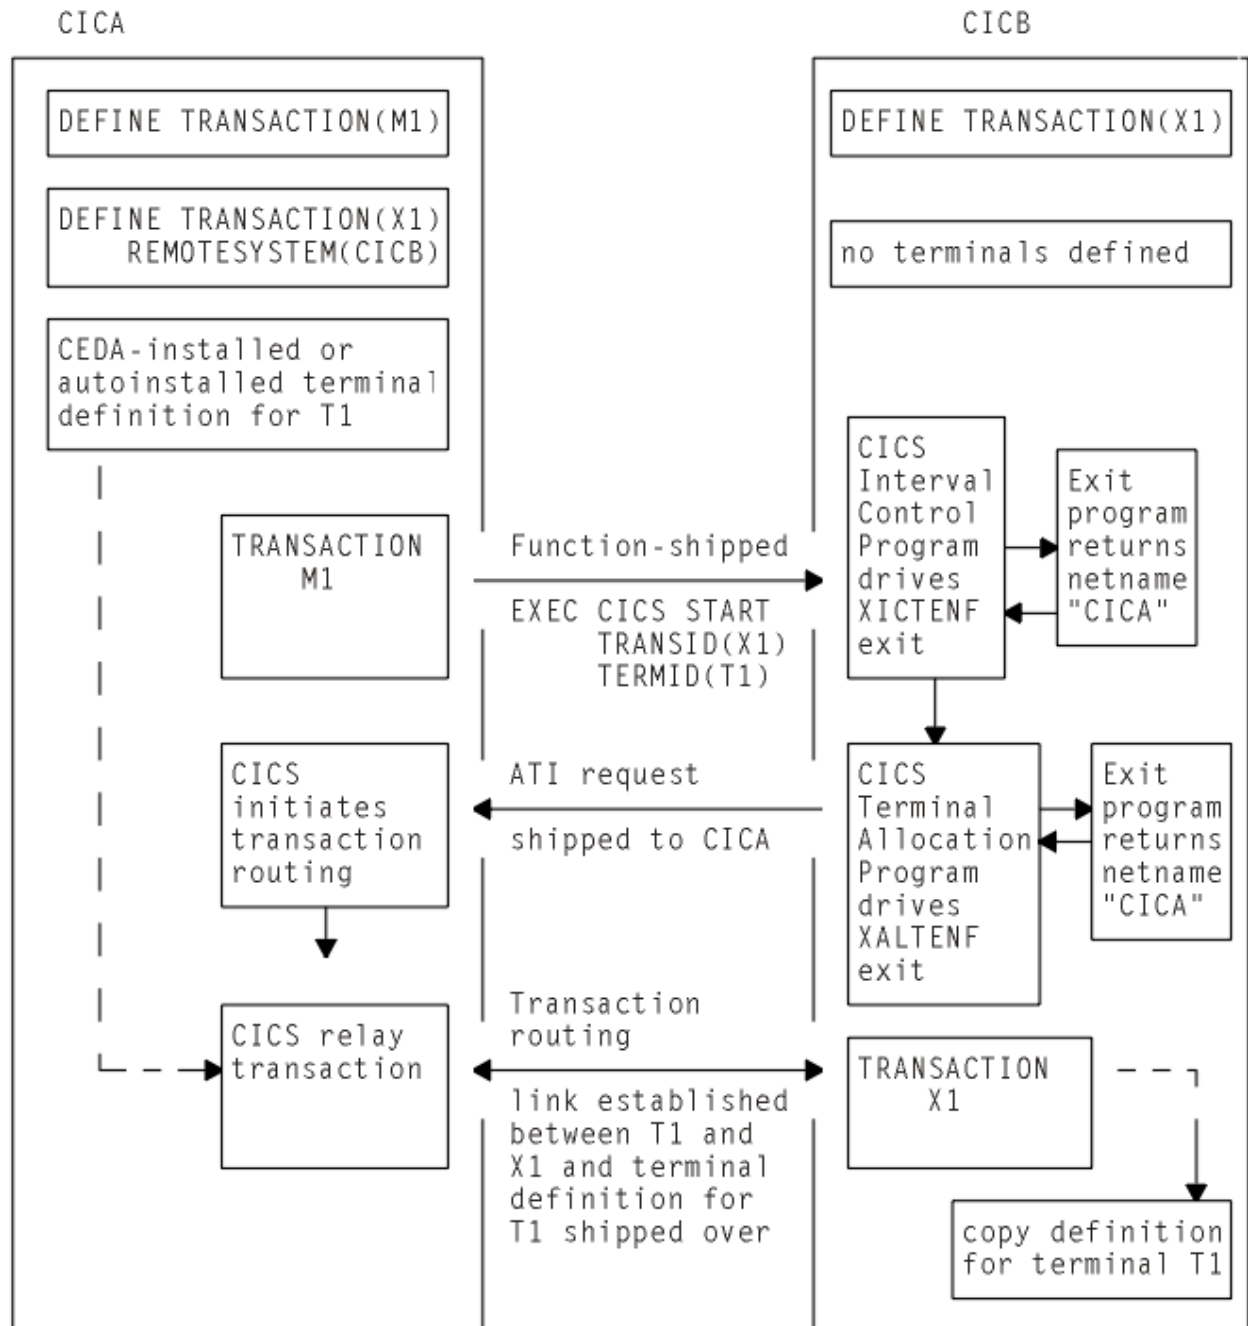 CICA
CICB
DEFINE TRANSACTION(M1)
DEFINE TRANSACTION(X1)
DEFINE TRANSACTION(X1)
REMOTESYSTEM(CICB)
no terminals defined
CEDA-installed or
autoinstalled terminal
definition for T1
CICS
Interval
Control
Program
drives
XICTENF
exit
Exit
program
returns
netname
"CICA"
TRANSACTION
M1
Function-shipped
EXEC CICS START
TRANSID(X1)
TERMID(T1)
CICS
initiates
transaction
routing
ATI request
shipped to CICA
CICS
Terminal
Allocation
Program
drives
XALTENF
exit
Exit
program
returns
netname
"CICA"
CICS relay
transaction
Transaction
routing
link established
between T1 and
X1 and terminal
definition for
T1 shipped over
TRANSACTION
X1
copy definition
for terminal T1